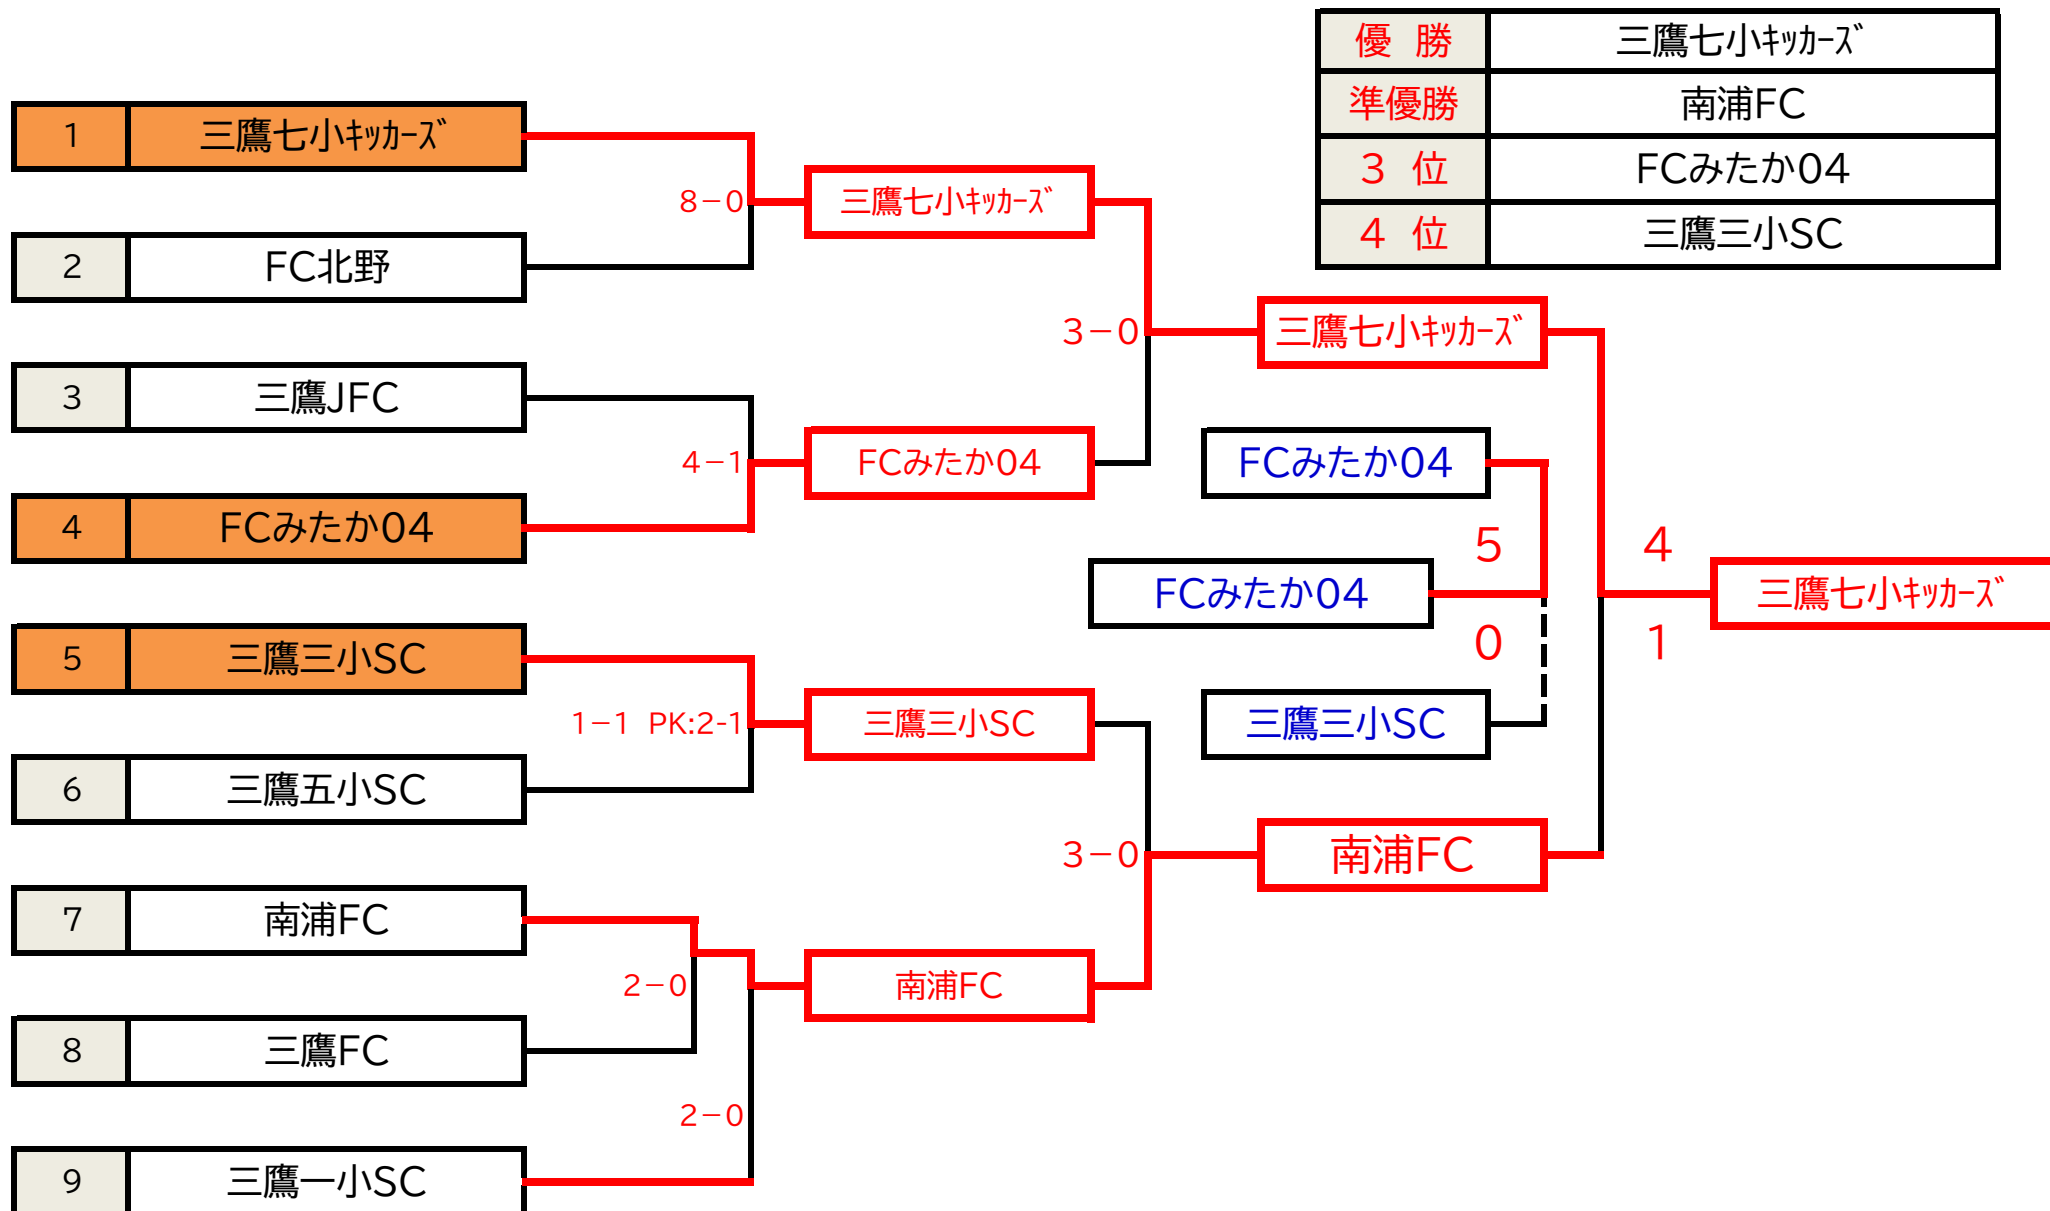 優 勝 三鷹七小ｷｯｶｰｽﾞ
準優勝 南浦FC
3 位 FCみたか04
4 位 三鷹三小SC
1 三鷹七小ｷｯｶｰｽﾞ
8－0 三鷹七小ｷｯｶｰｽﾞ
2 FC北野
3－0 三鷹七小ｷｯｶｰｽﾞ
3 三鷹JFC
4－1 FCみたか04
FCみたか04
4 FCみたか04
5 4
FCみたか04
三鷹七小ｷｯｶｰｽﾞ
0 1
5 三鷹三小SC
1－1 PK:2-1 三鷹三小SC
三鷹三小SC
6 三鷹五小SC
3－0 南浦FC
7 南浦FC
2－0 南浦FC
8 三鷹FC
2－0
9 三鷹一小SC